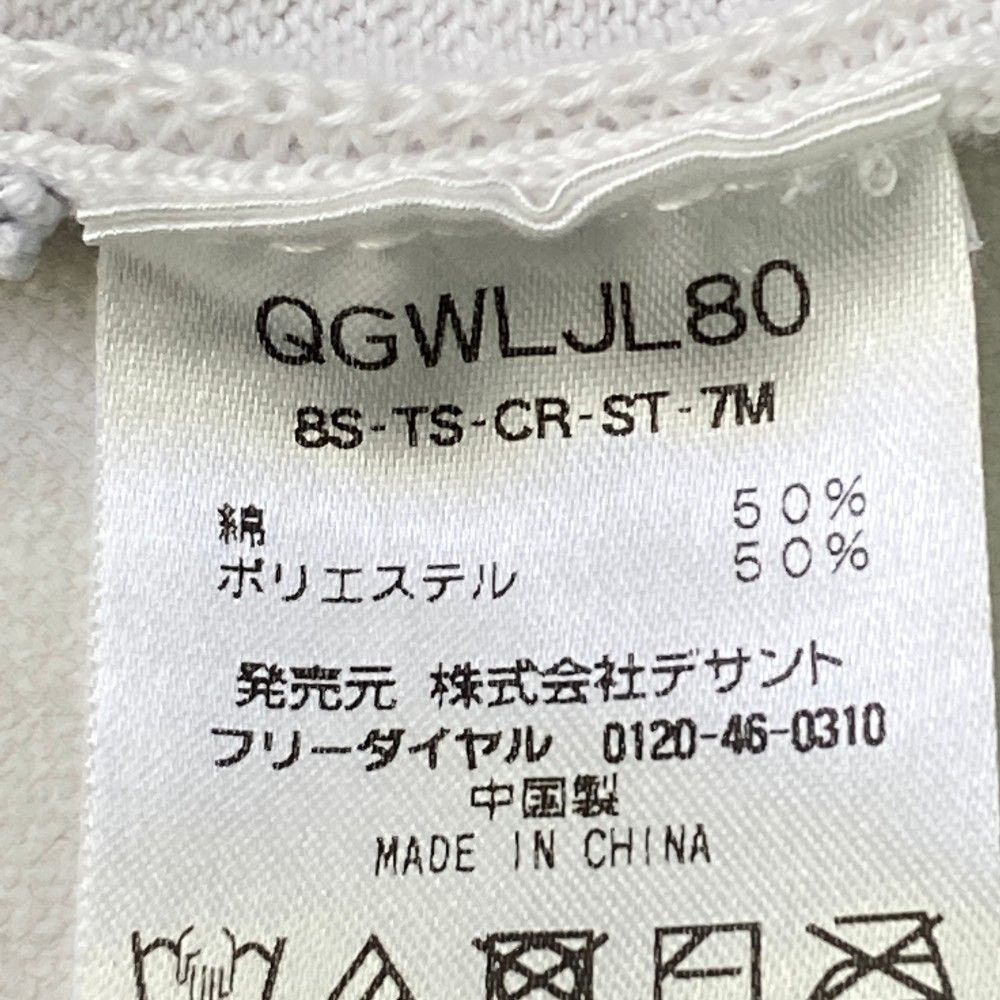 QGWLJL80
8S-TS-CR-ST-7M
綿 50%
ポリエステル 50%
発売元 株式会社デサント
フリーダイヤル 0120-46-0310
中国製
MADE IN CHINA